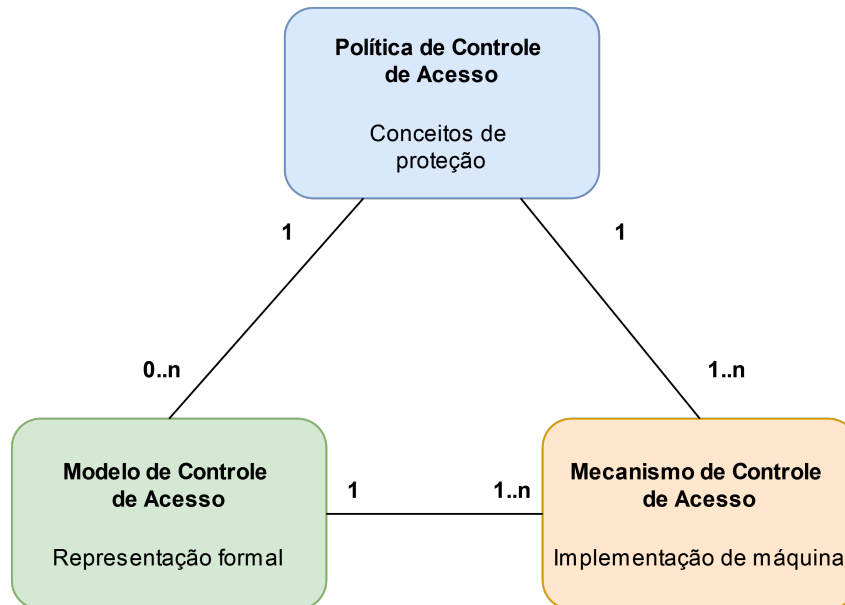 Política de Controle
de Acesso
Conceitos de
proteção
1
1
0..n
1..n
Modelo de Controle
de Acesso
Representação formal
1
1..n
Mecanismo de Controle
de Acesso
Implementação de máquina